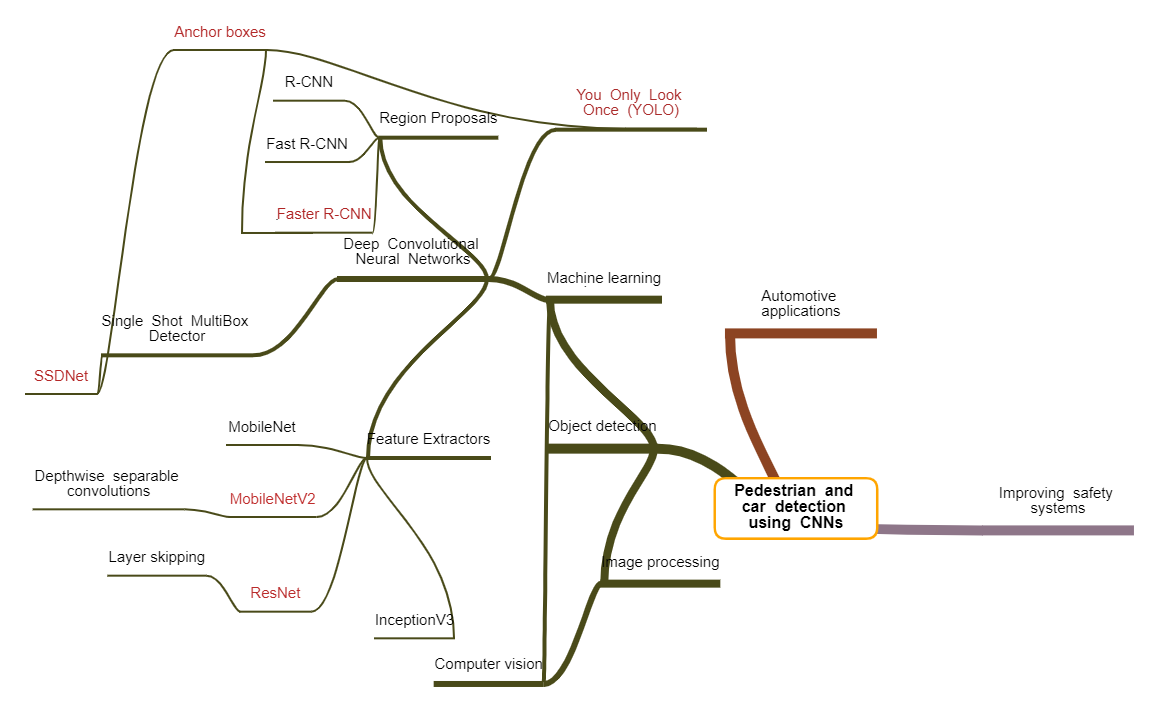 Anchor boxes
R-CNN
You Only Look
Once (YOLO)
Region Proposals
Fast R-CNN
Faster R-CNN
Deep Convolutional
Neural Networks
Machine learning
Automotive
applications
Single Shot MultiBox
Detector
SSDNet
MobileNet
Object detection
Feature Extractors
Depthwise separable
convolutions
MobileNetV2
Pedestrian and
car detection
using CNNs
Improving safety
systems
Layer skipping
Image processing
ResNet
InceptionV3
Computer vision